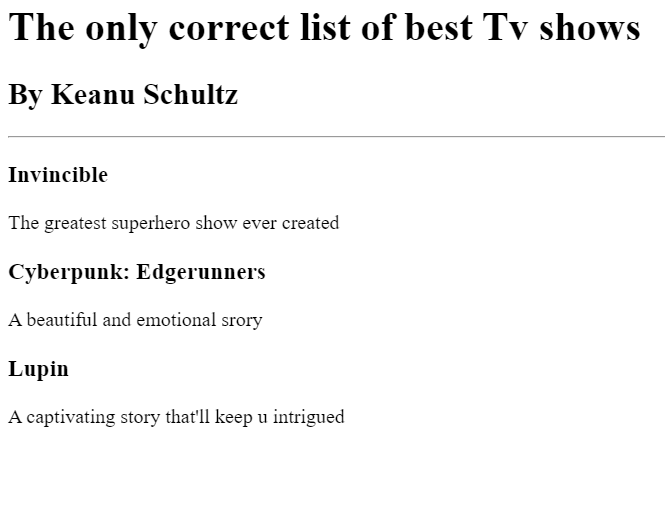 The only correct list of best Tv shows
By Keanu Schultz
Invincible
The greatest superhero show ever created
Cyberpunk: Edgerunners
A beautiful and emotional srory
Lupin
A captivating story that'll keep u intrigued